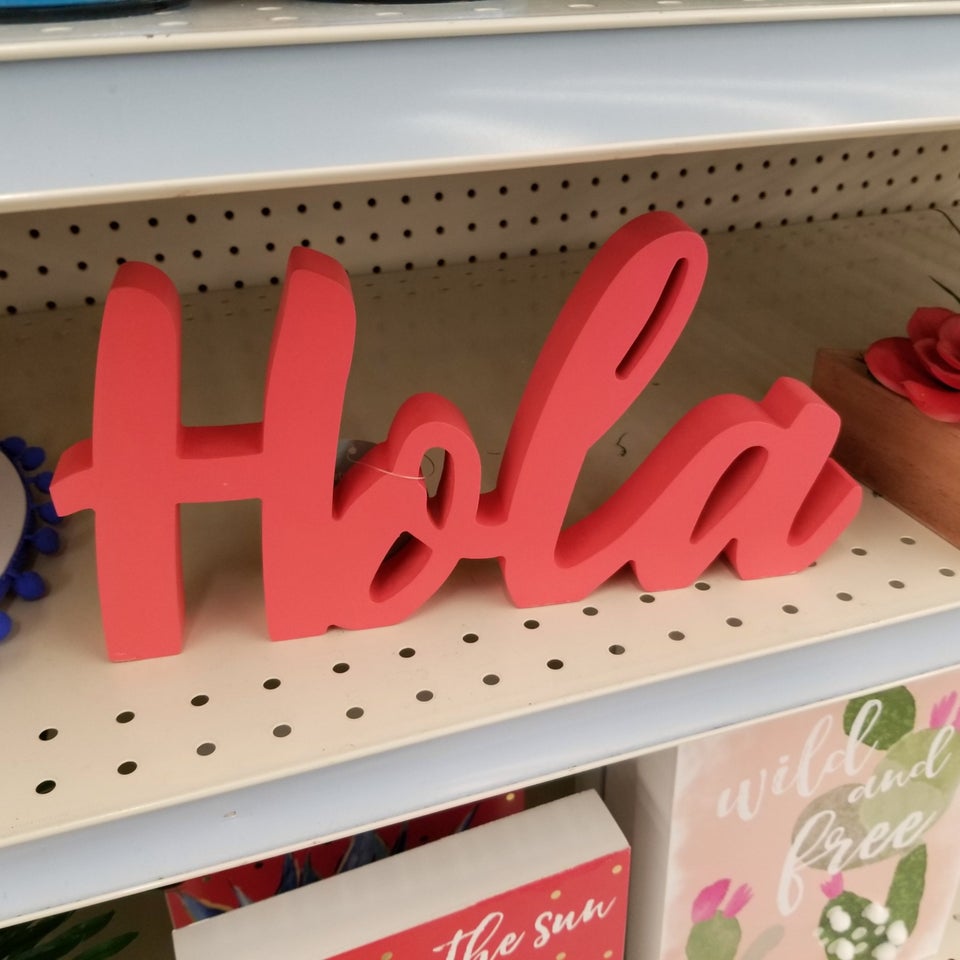 Hola
wild
and
free
the sun